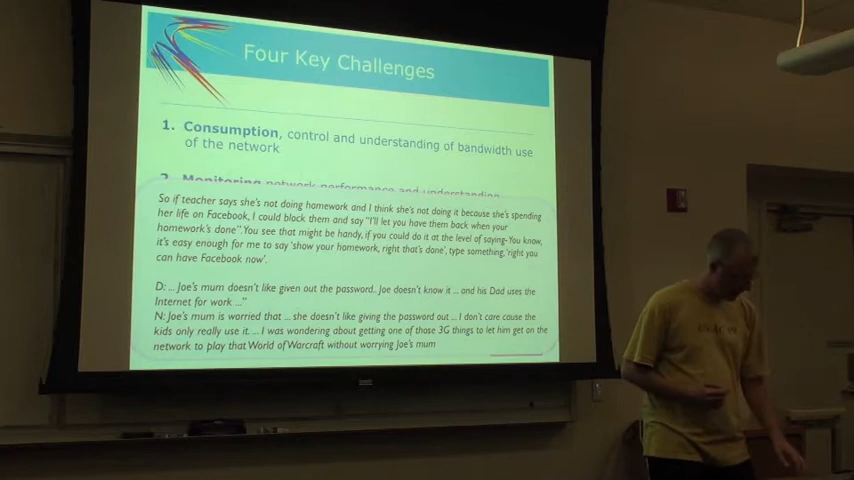 Four Key Challenges
1. Consumption, control and understanding of bandwidth use
of the network
2. Monitoring network performance and understanding
So if teacher says she's not doing homework and I think she's not doing it because she's spending
her life on Facebook, I could block them and say "I'll let you have them back when your
homework's done". You see that might be handy, if you could do it at the level of saying-You know,
it's easy enough for me to say 'show your homework, right that's done', type something, 'right you
can have Facebook now'.
D: .. Joe's mum doesn't like given out the password.. Joe doesn't know it ... and his Dad uses the
Internet for work ..."
N: Joe's mum is worried that ... she doesn't like giving the password out ... I don't care cause the
kids only really use it. ... I was wondering about getting one of those 3G things to let him get on the
network to play that World of Warcraft without worrying Joe's mum